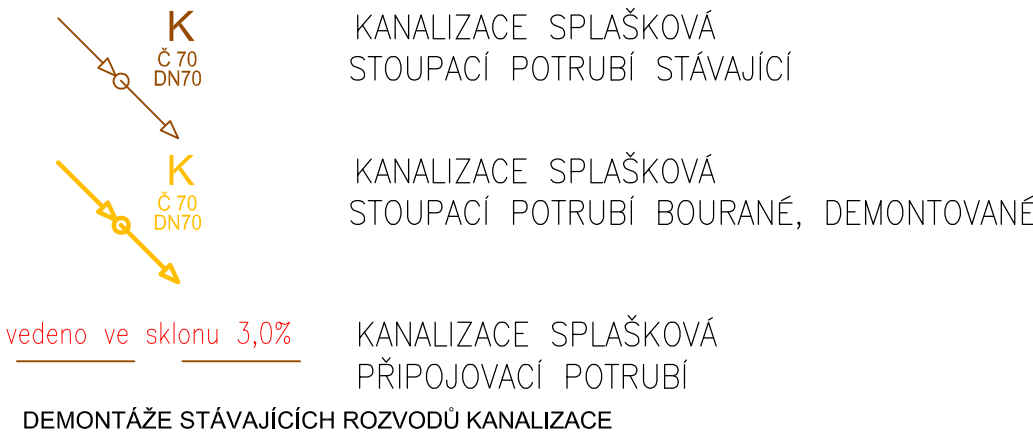 K
Č 70
DN70
KANALIZACE SPLAŠKOVÁ
STOUPACÍ POTRUBÍ STÁVAJÍCÍ
K
Č 70
DN70
KANALIZACE SPLAŠKOVÁ
STOUPACÍ POTRUBÍ BOURANÉ, DEMONTOVANÉ
vedeno ve sklonu 3,0%
KANALIZACE SPLAŠKOVÁ
PŘIPOJOVACÍ POTRUBÍ
DEMONTÁŽE STÁVAJÍCÍCH ROZVODŮ KANALIZACE